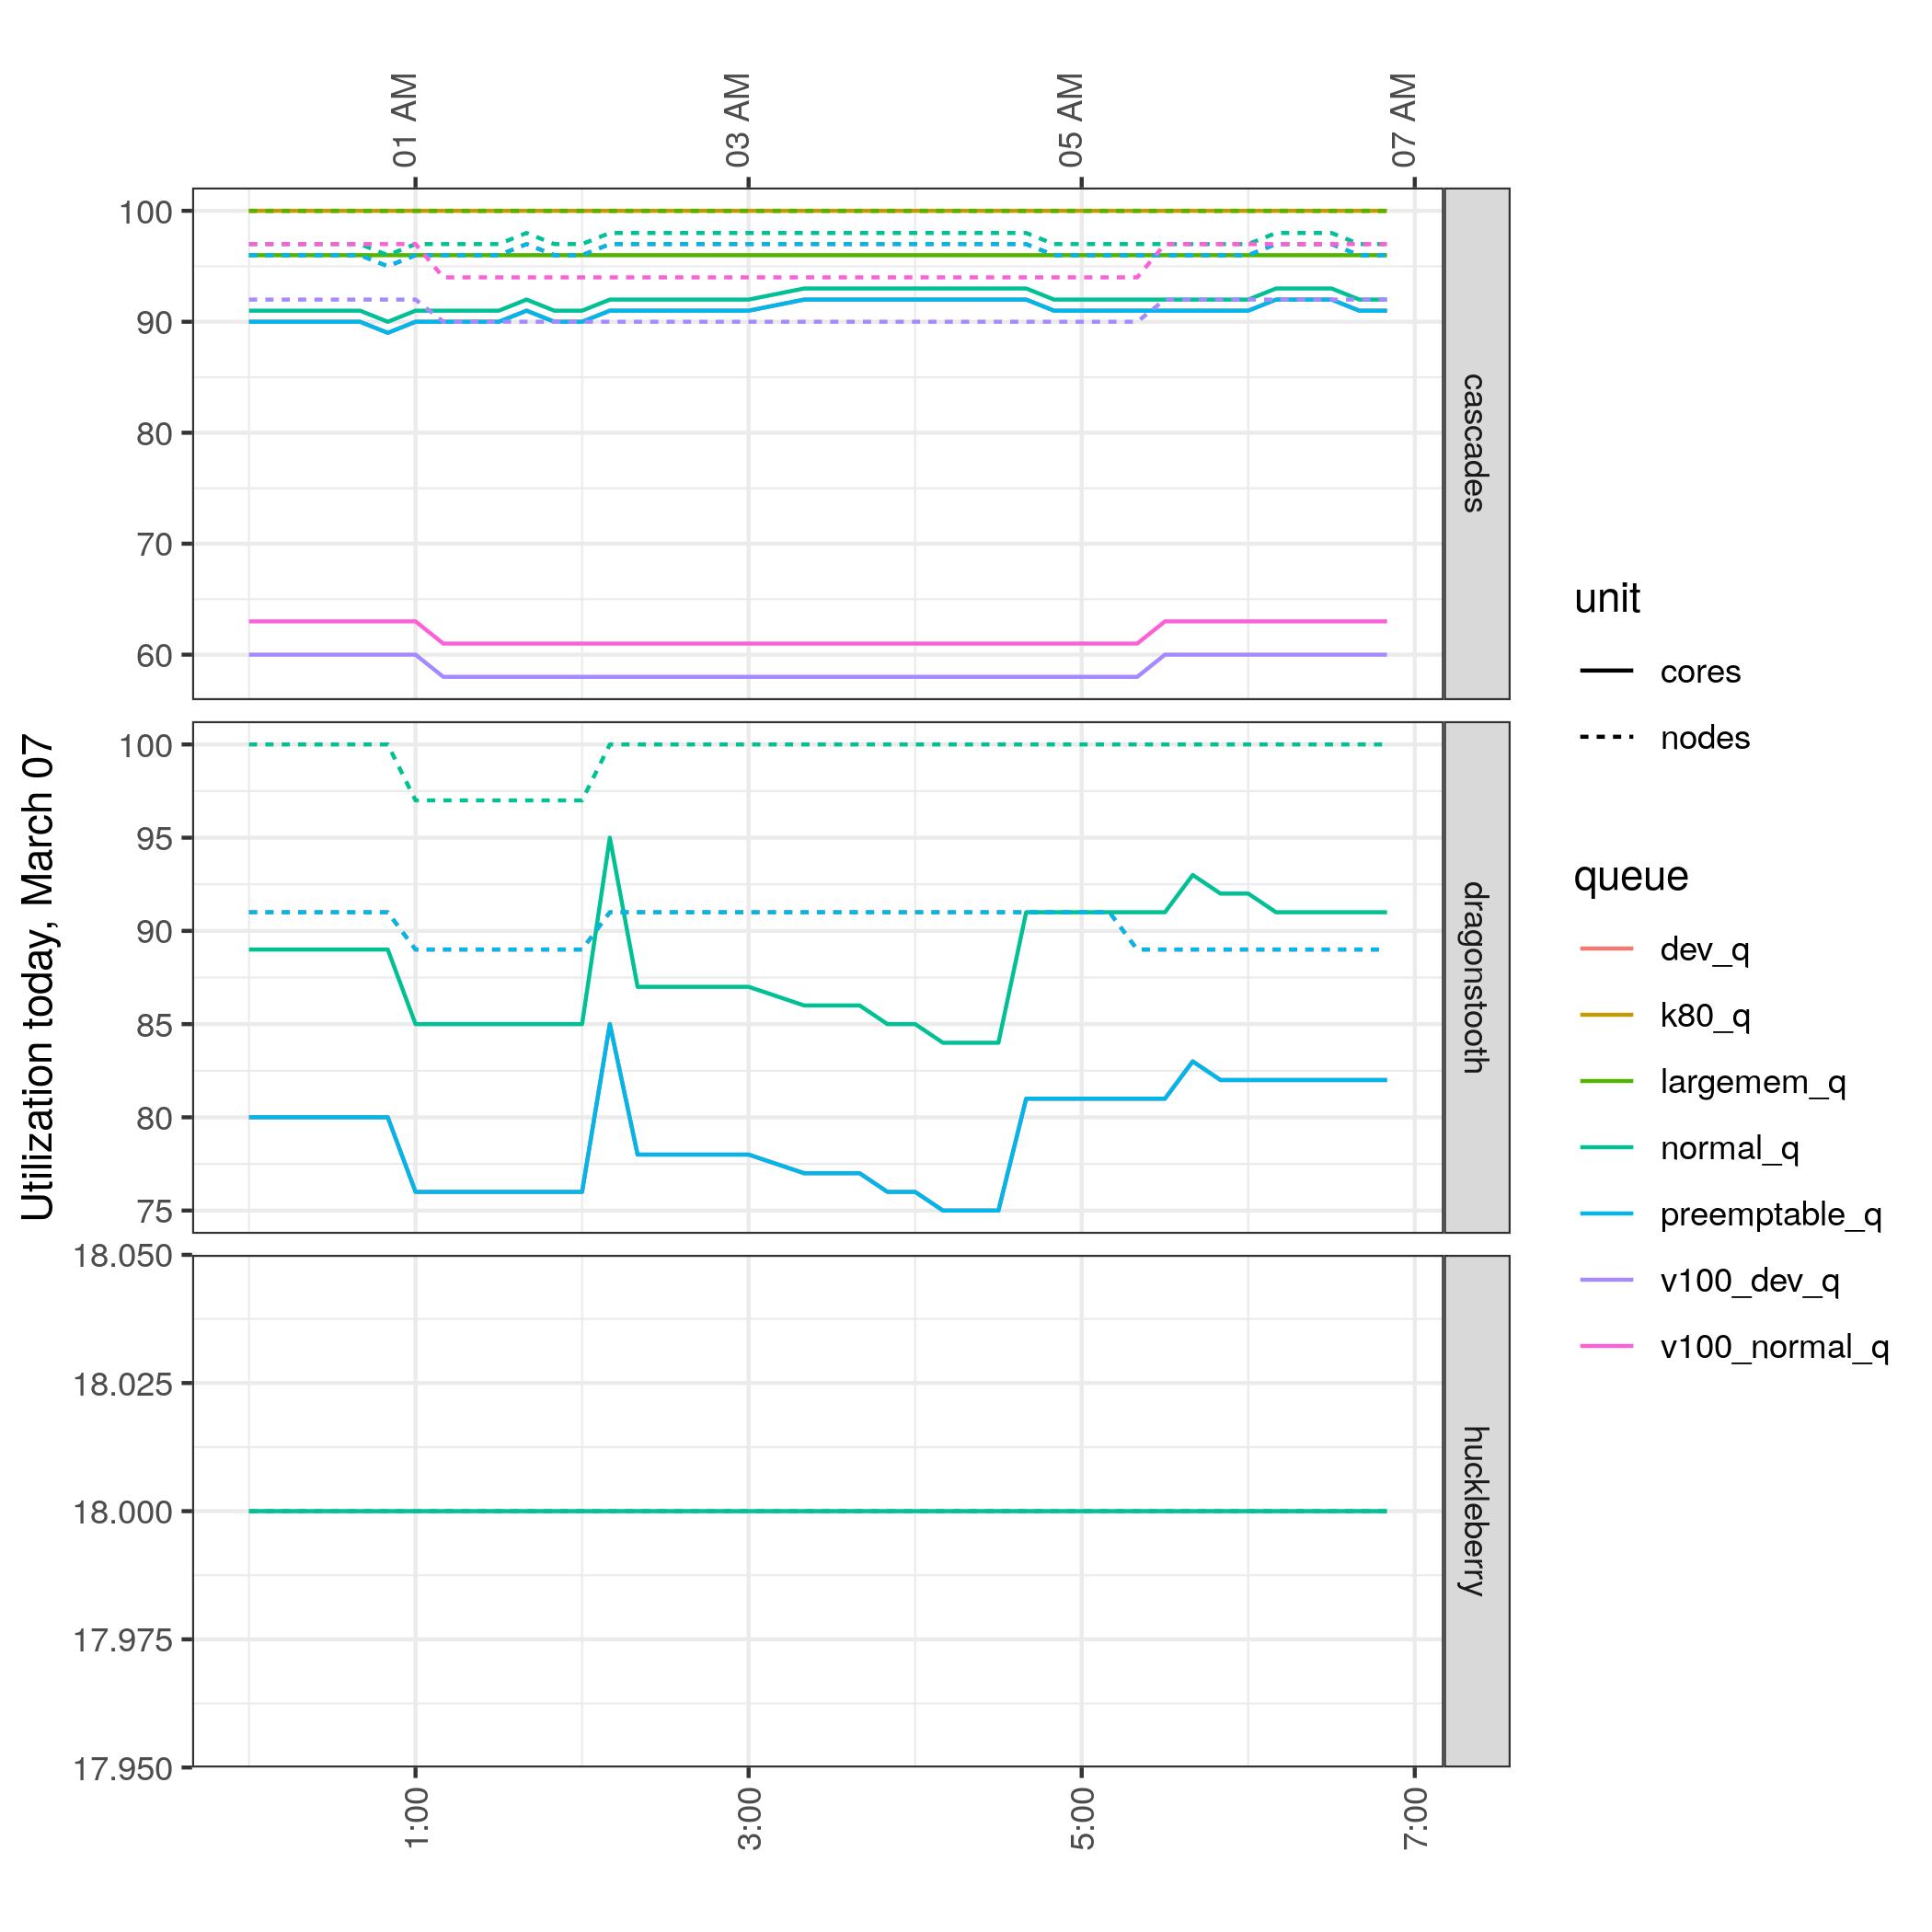 01 AM
03 AM
05 AM
07 AM
100
90
80
70
60
cascades
Utilization today, March 07
100
95
90
85
80
75
dragonstooth
18.050
18.025
18.000
17.975
17.950
huckleberry
1:00
3:00
5:00
7:00
unit
cores
nodes
queue
dev_q
k80_q
largemem_q
normal_q
preemptable_q
v100_dev_q
v100_normal_q